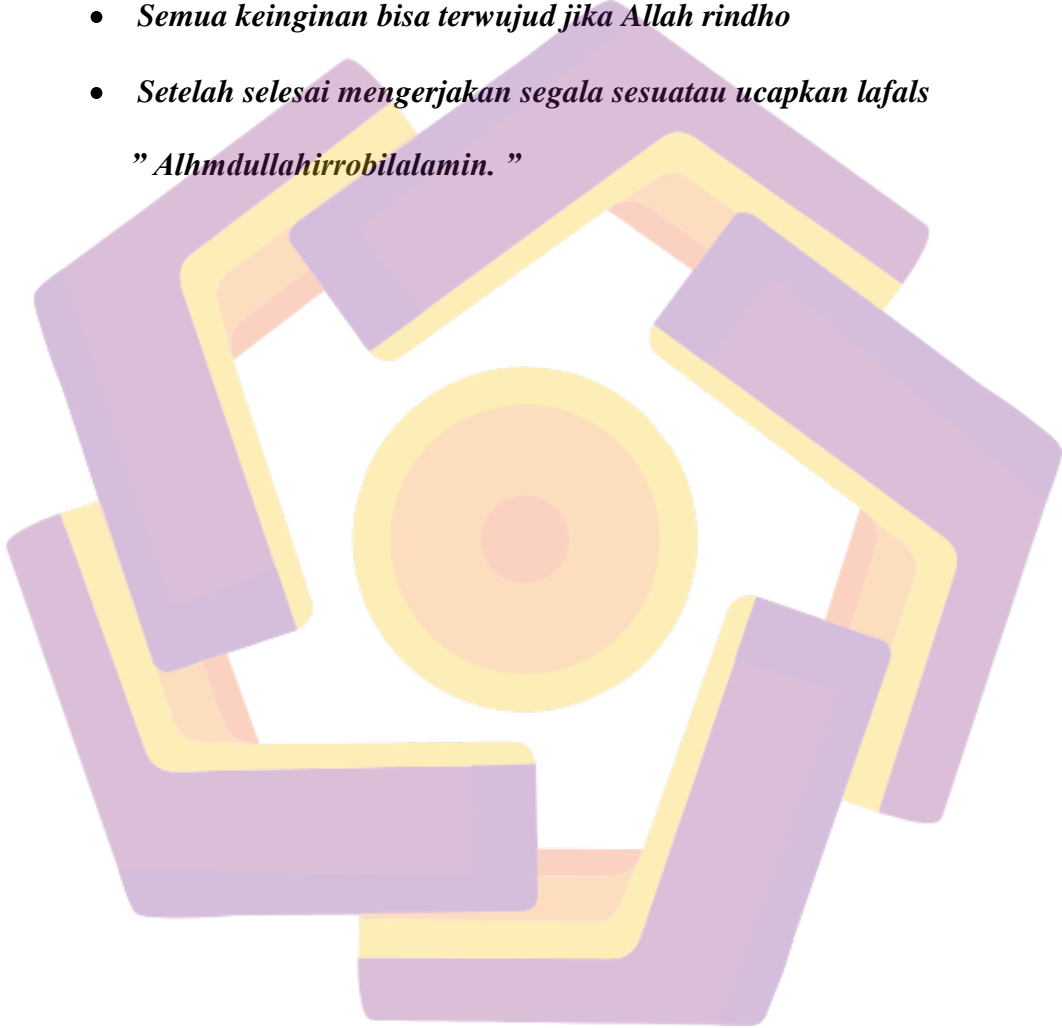 • Semua keinginan bisa terwujud jika Allah rindho
• Setelah selesai mengerjakan segala sesuatau ucapkan lafals
” Alhmdullahirrobilalamin. ”